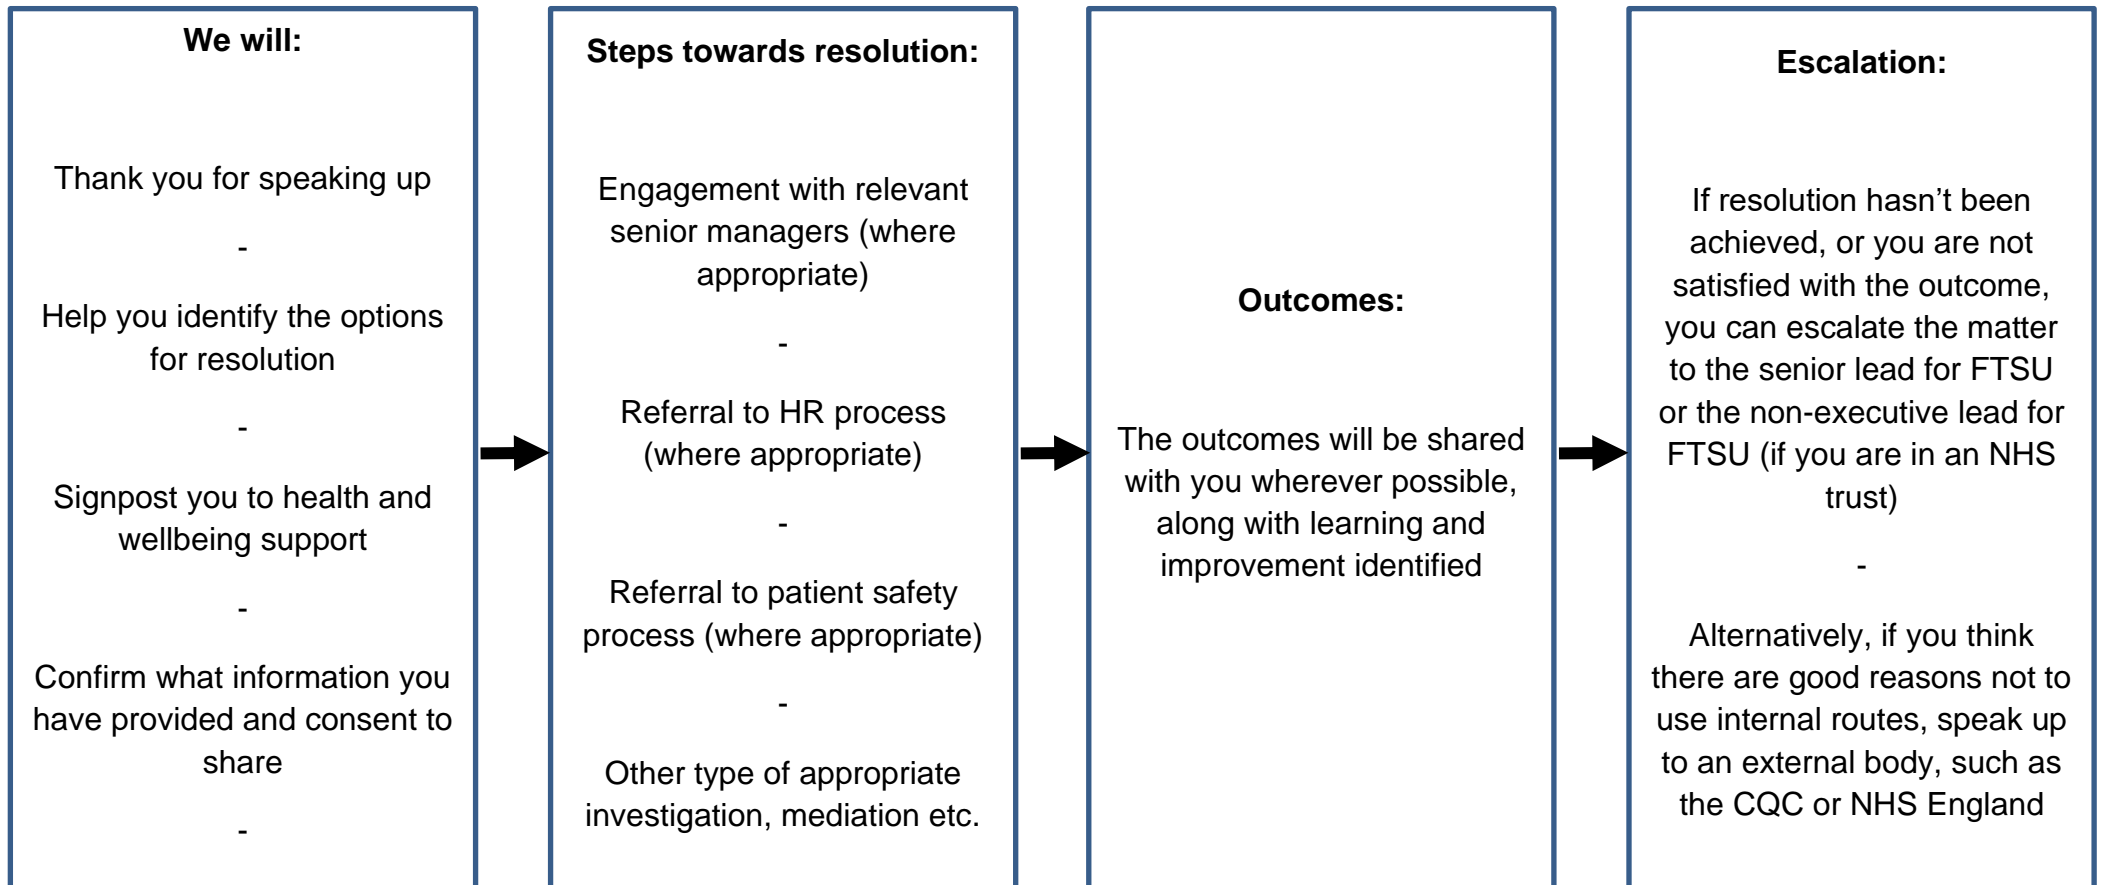 We will:
Thank you for speaking up
-
Help you identify the options
for resolution
-
Signpost you to health and
wellbeing support
-
Confirm what information you
have provided and consent to
share
-
Steps towards resolution:
Engagement with relevant
senior managers (where
appropriate)
-
Referral to HR process
(where appropriate)
-
Referral to patient safety
process (where appropriate)
-
Other type of appropriate
investigation, mediation etc.
Outcomes:
The outcomes will be shared
with you wherever possible,
along with learning and
improvement identified
Escalation:
If resolution hasn’t been
achieved, or you are not
satisfied with the outcome,
you can escalate the matter
to the senior lead for FTSU
or the non-executive lead for
FTSU (if you are in an NHS
trust)
-
Alternatively, if you think
there are good reasons not to
use internal routes, speak up
to an external body, such as
the CQC or NHS England